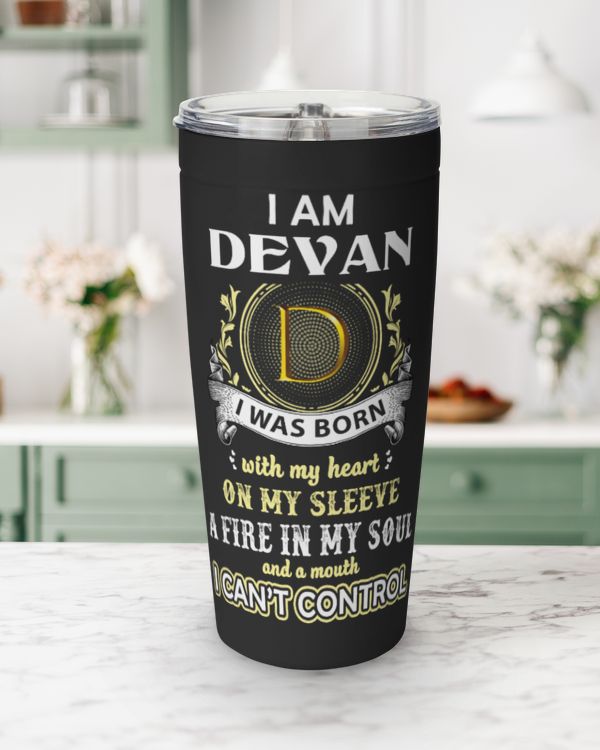 I AM
DEVAN
D
I WAS BORN
with my heart
ON MY SLEEVE
A FIRE IN MY SOUL
and a mouth
I CAN'T CONTROL